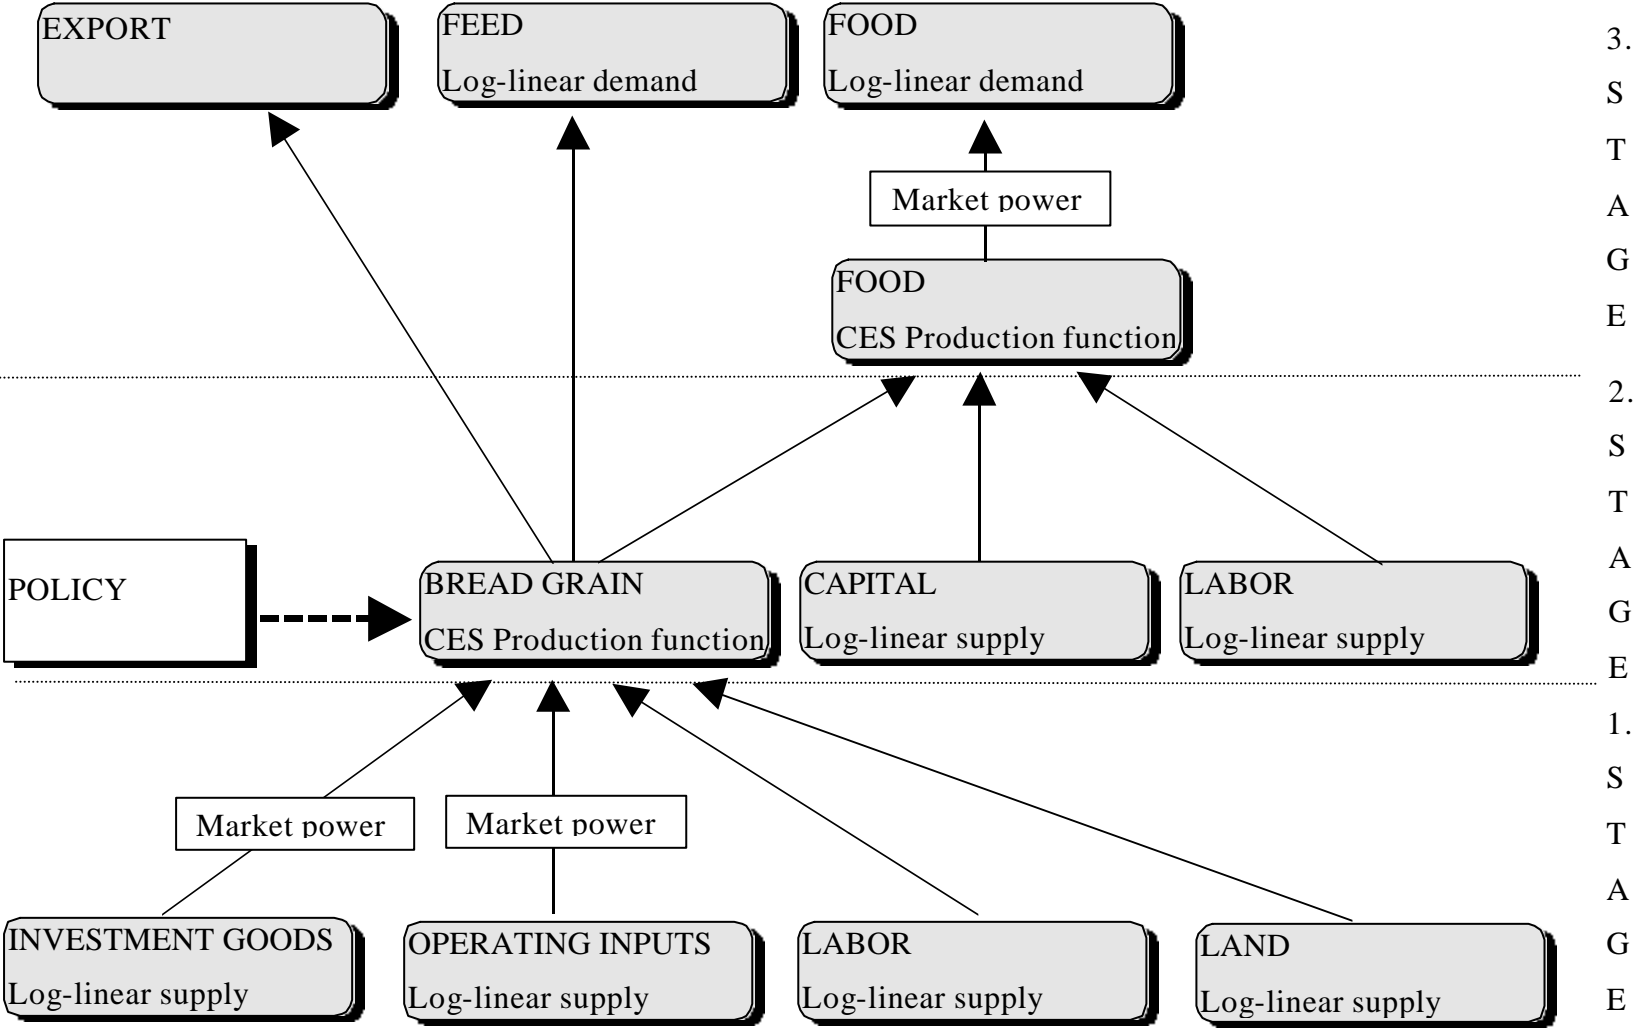 EXPORT
FEED
Log-linear demand
FOOD
Log-linear demand
Market power
FOOD
CES Production function
3.
S
T
A
G
E
POLICY
BREAD GRAIN
CES Production function
CAPITAL
Log-linear supply
LABOR
Log-linear supply
2.
S
T
A
G
E
Market power
Market power
INVESTMENT GOODS
Log-linear supply
OPERATING INPUTS
Log-linear supply
LABOR
Log-linear supply
LAND
Log-linear supply
1.
S
T
A
G
E